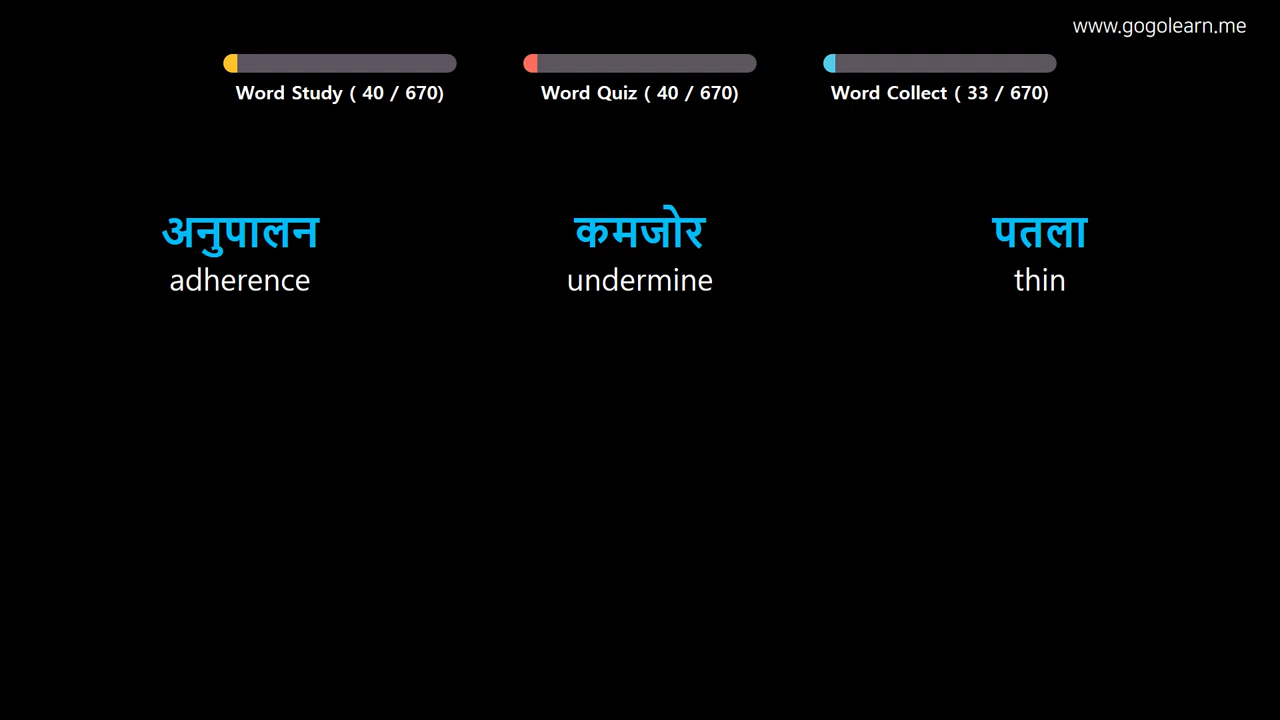 www.gogolearn.me
Word Study ( 40 / 670)
Word Quiz ( 40 / 670)
Word Collect ( 33 / 670)
अनुपालन
adherence
कमजोर
undermine
पतला
thin